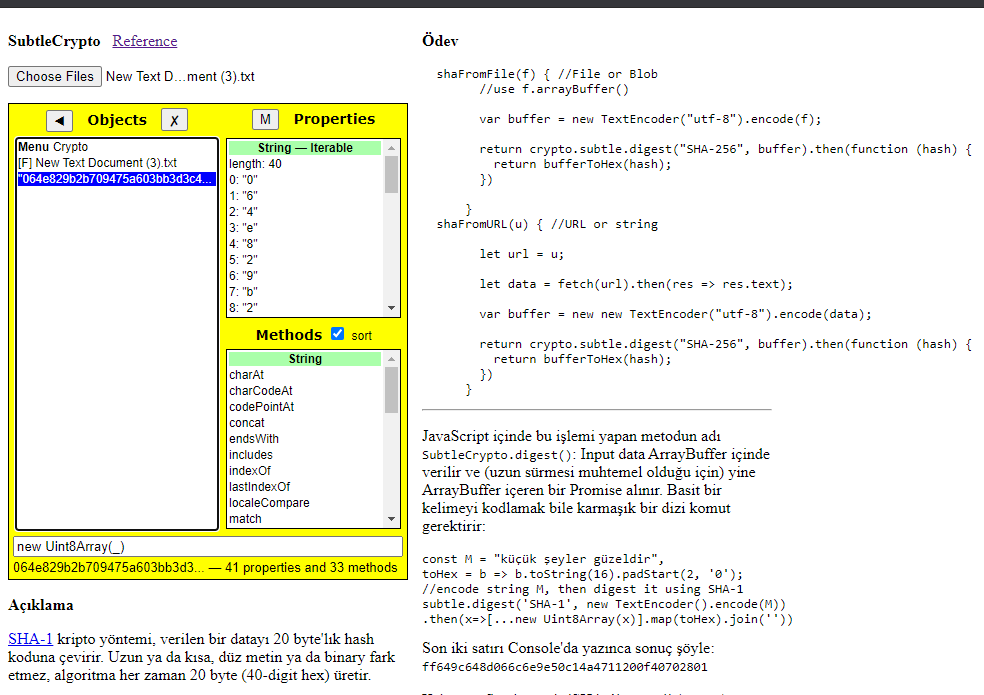 SubtleCrypto Reference
Choose Files New Text D…ment (3).txt
◄ Objects ✗ M Properties
Menu Crypto
[F] New Text Document (3).txt
"064e829b2b709475a603bb3d3c4...
String — Iterable
length: 40
0: "0"
1: "6"
2: "4"
3: "e"
4: "8"
5: "2"
6: "9"
7: "b"
8: "2"
Methods sort
String
charAt
charCodeAt
codePointAt
concat
endsWith
includes
indexOf
lastIndexOf
localeCompare
match
new Uint8Array(_)
064e829b2b709475a603bb3d3... — 41 properties and 33 methods
Açıklama
SHA-1 kripto yöntemi, verilen bir datayı 20 byte'lık hash
koduna çevirir. Uzun ya da kısa, düz metin ya da binary fark
etmez, algoritma her zaman 20 byte (40-digit hex) üretir.
Ödev
shaFromFile(f) { //File or Blob
//use f.arrayBuffer()
var buffer = new TextEncoder("utf-8").encode(f);
return crypto.subtle.digest("SHA-256", buffer).then(function (hash) {
return bufferToHex(hash);
})
}
shaFromURL(u) { //URL or string
let url = u;
let data = fetch(url).then(res => res.text);
var buffer = new new TextEncoder("utf-8").encode(data);
return crypto.subtle.digest("SHA-256", buffer).then(function (hash) {
return bufferToHex(hash);
})
}
JavaScript içinde bu işlemi yapan metodun adı
SubtleCrypto.digest(): Input data ArrayBuffer içinde
verilir ve (uzun sürmesi muhtemel olduğu için) yine
ArrayBuffer içeren bir Promise alınır. Basit bir
kelimeyi kodlamak bile karmaşık bir dizi komut
gerektirir:
const M = "küçük şeyler güzeldir",
toHex = b => b.toString(16).padStart(2, '0');
//encode string M, then digest it using SHA-1
subtle.digest('SHA-1', new TextEncoder().encode(M))
.then(x=>[...new Uint8Array(x)].map(toHex).join(''))
Son iki satırı Console'da yazınca sonuç şöyle:
ff649c648d066c6e9e50c14a4711200f40702801